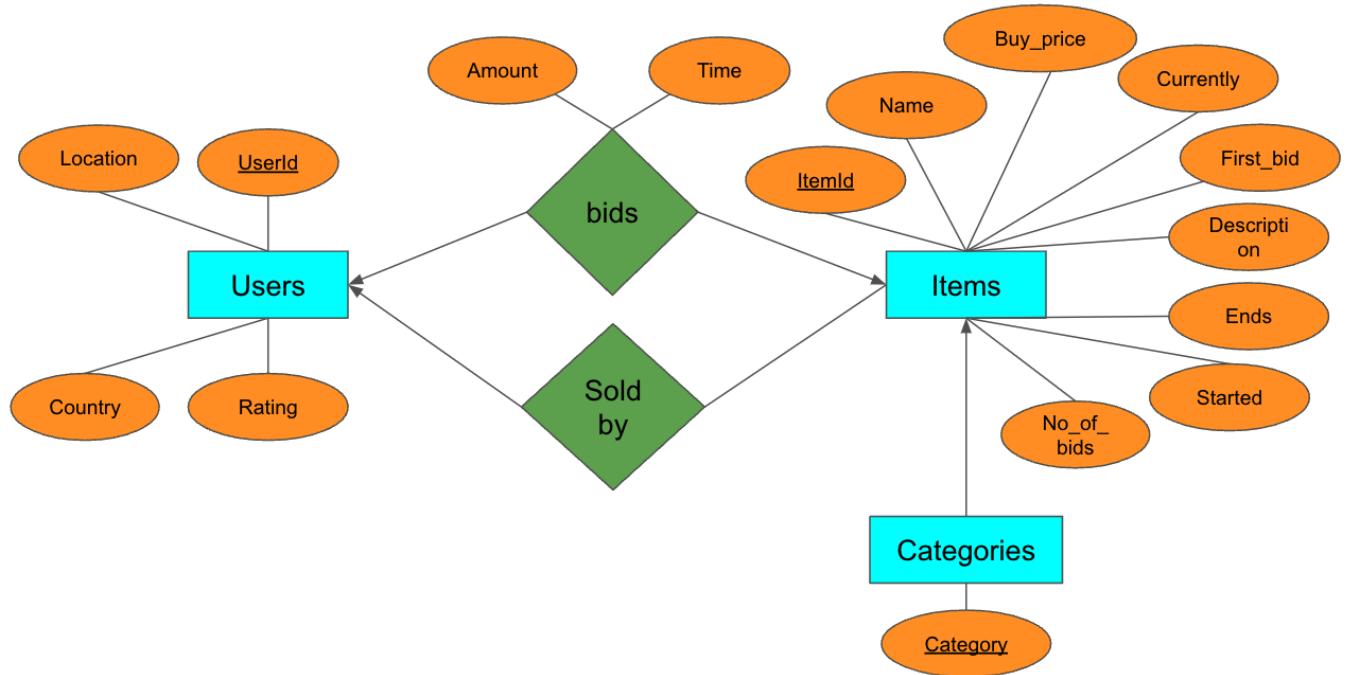 Buy_price
Amount
Time
Currently
Name
Location
UserId
First_bid
ItemId
bids
Descripti
on
Users
Items
Ends
Sold
by
Country
Rating
Started
No_of_
bids
Categories
Category